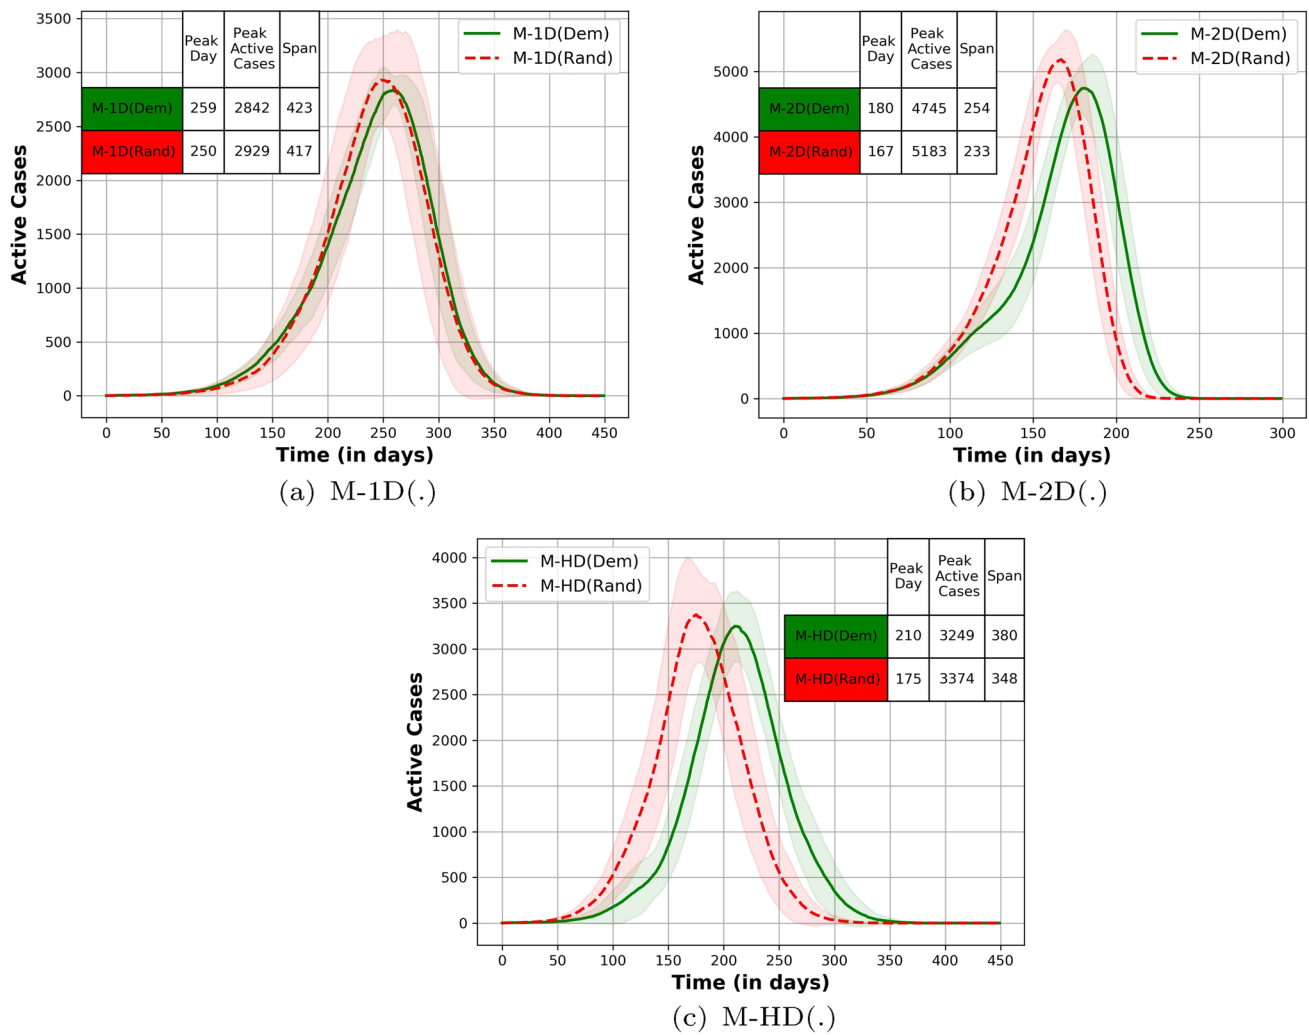 Peak
Day
Peak
Active
Cases
Span
M-1D(Dem) 259 2842 423
M-1D(Rand) 250 2929 417
M-1D(Dem)
M-1D(Rand)
3500
3000
2500
2000
1500
1000
500
0
Active Cases
0 50 100 150 200 250 300 350 400 450
Time (in days)
(a) M-1D(.)
Peak
Day
Peak
Active
Cases
Span
M-2D(Dem) 180 4745 254
M-2D(Rand) 167 5183 233
M-2D(Dem)
M-2D(Rand)
5000
4000
3000
2000
1000
0
Active Cases
0 50 100 150 200 250 300
Time (in days)
(b) M-2D(.)
M-HD(Dem)
M-HD(Rand)
Peak
Day
Peak
Active
Cases
Span
M-HD(Dem) 210 3249 380
M-HD(Rand) 175 3374 348
4000
3500
3000
2500
2000
1500
1000
500
0
Active Cases
0 50 100 150 200 250 300 350 400 450
Time (in days)
(c) M-HD(.)